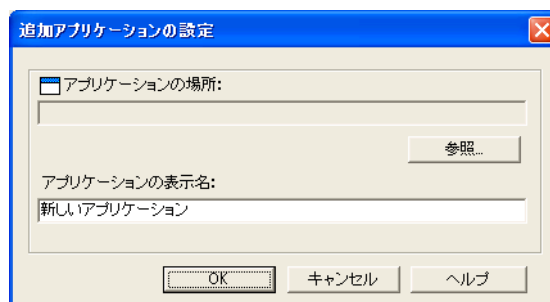 追加アプリケーションの設定
アプリケーションの場所:
参照...
アプリケーションの表示名:
新しいアプリケーション
OK キャンセル ヘルプ